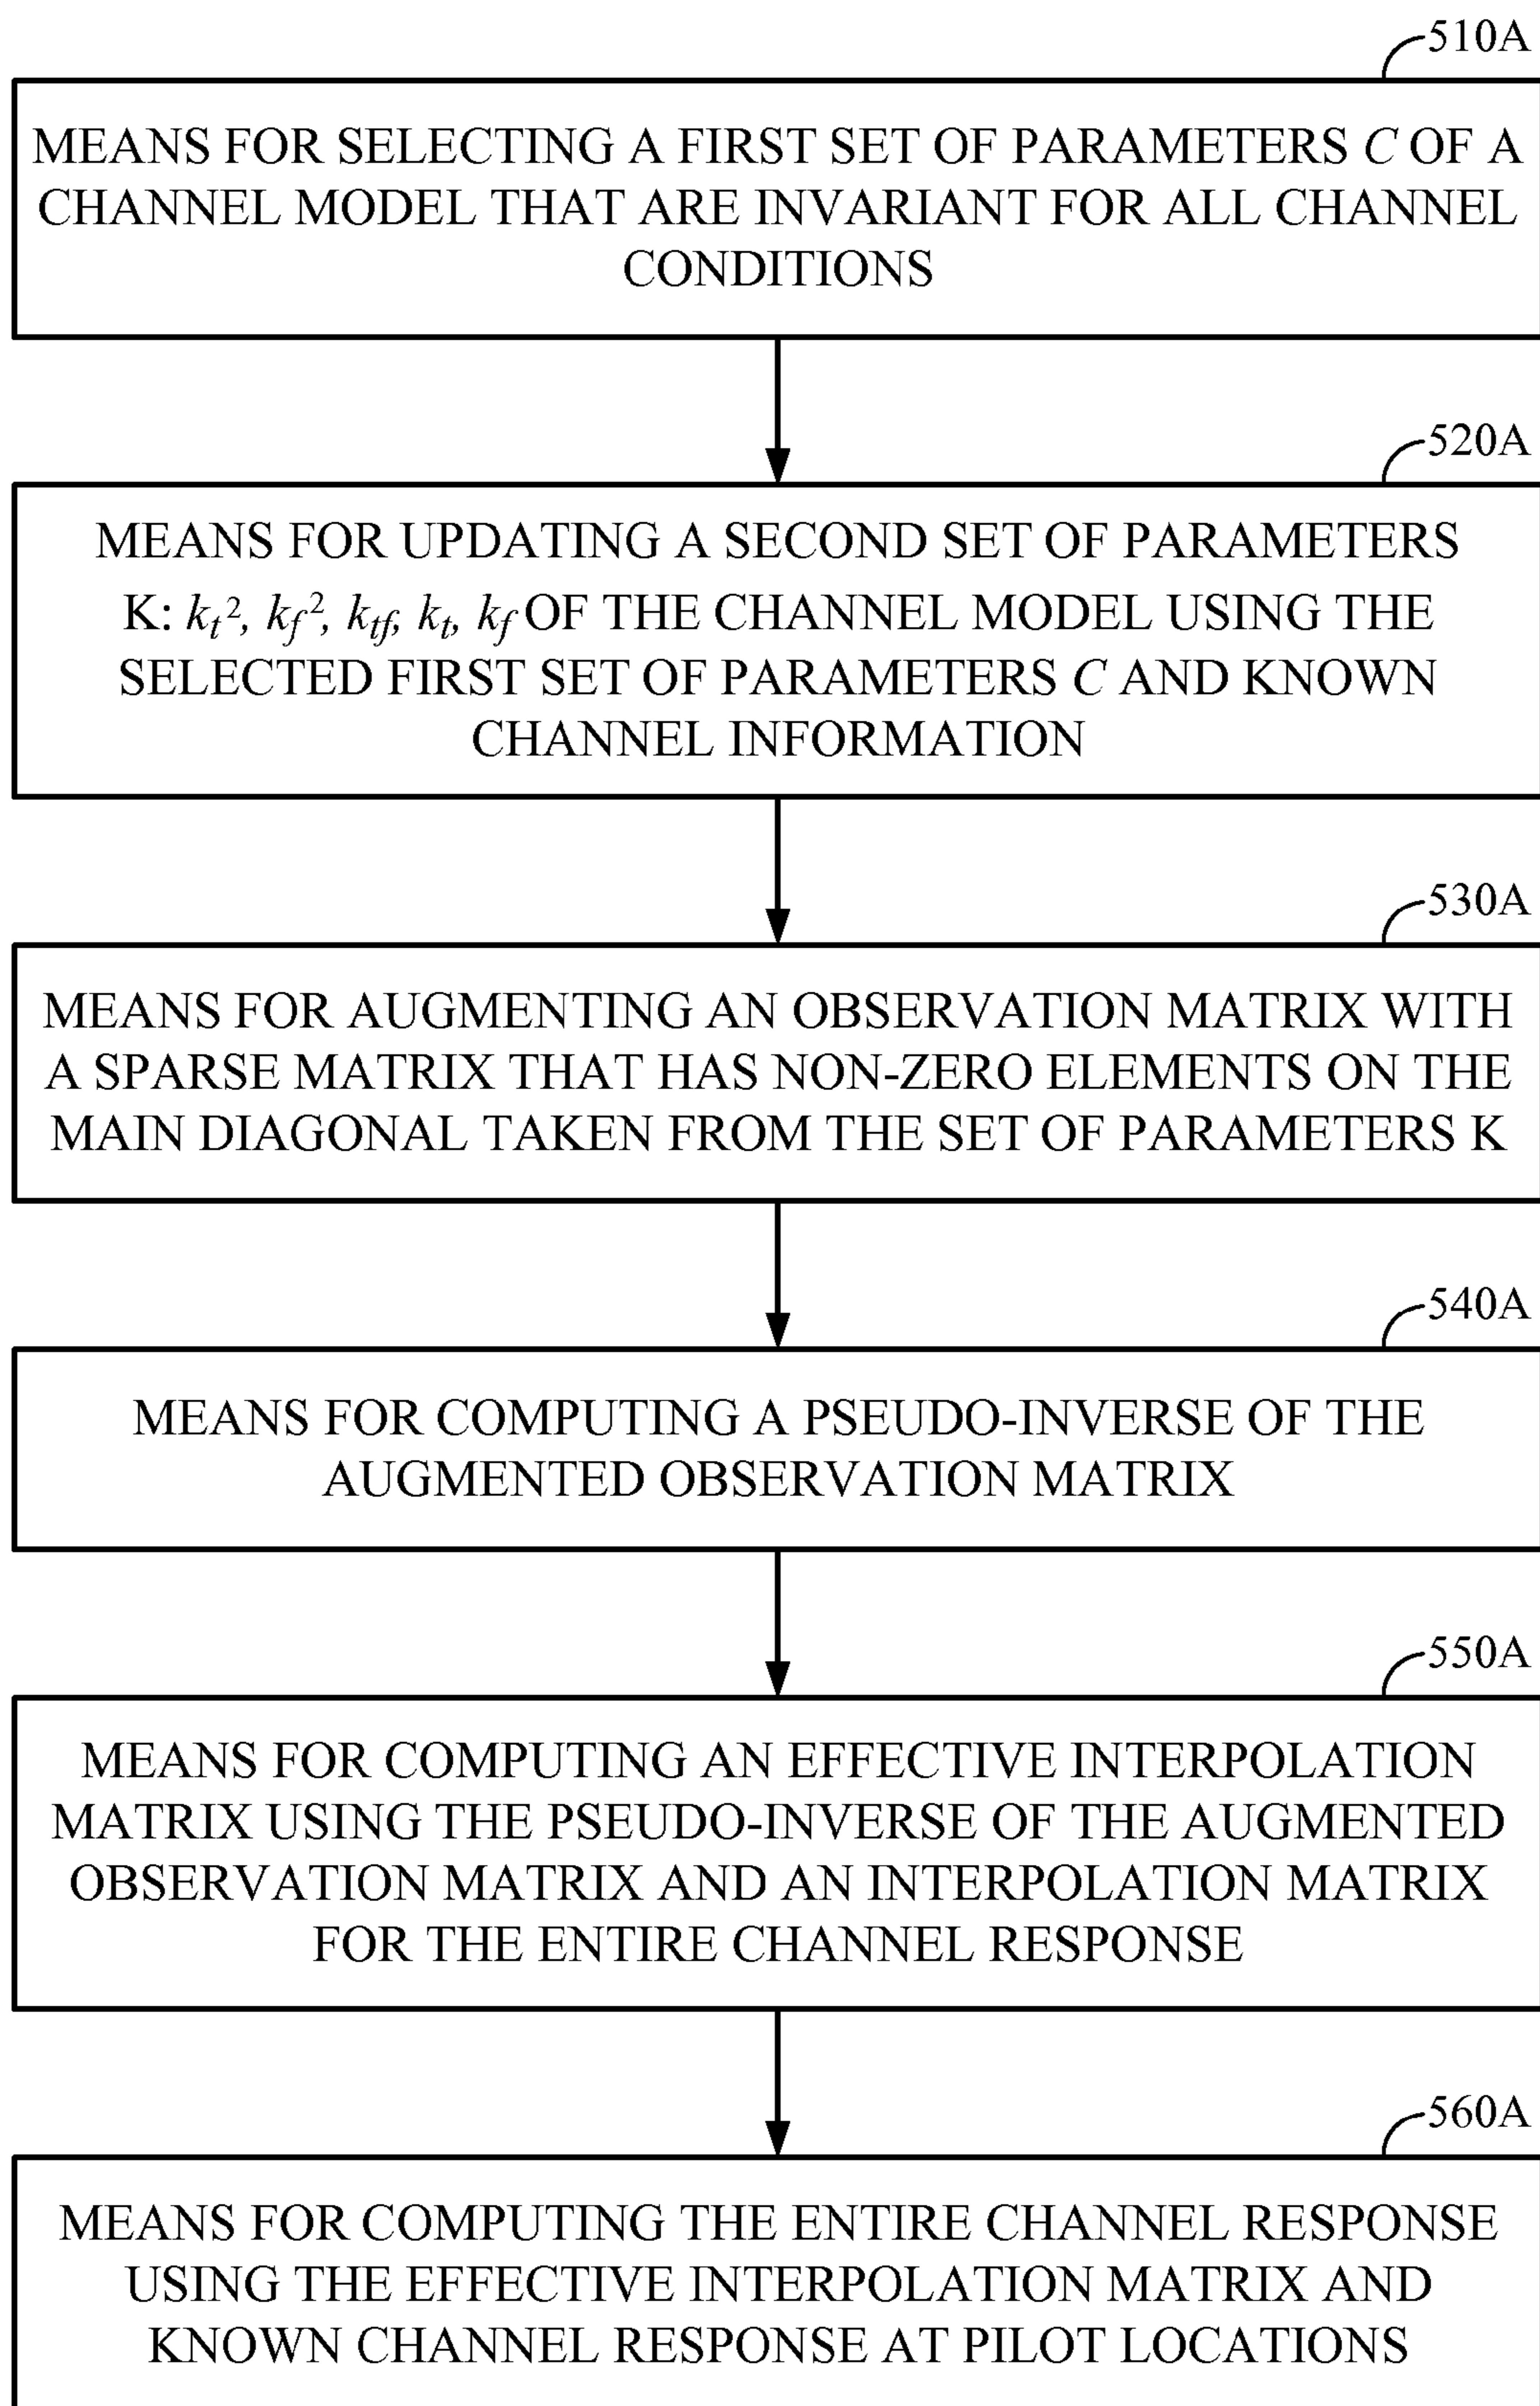 510A
MEANS FOR SELECTING A FIRST SET OF PARAMETERS C OF A
CHANNEL MODEL THAT ARE INVARIANT FOR ALL CHANNEL
CONDITIONS
520A
MEANS FOR UPDATING A SECOND SET OF PARAMETERS
K: kₜ², k_f², k_tf, kₜ, k_f OF THE CHANNEL MODEL USING THE
SELECTED FIRST SET OF PARAMETERS C AND KNOWN
CHANNEL INFORMATION
530A
MEANS FOR AUGMENTING AN OBSERVATION MATRIX WITH
A SPARSE MATRIX THAT HAS NON-ZERO ELEMENTS ON THE
MAIN DIAGONAL TAKEN FROM THE SET OF PARAMETERS K
540A
MEANS FOR COMPUTING A PSEUDO-INVERSE OF THE
AUGMENTED OBSERVATION MATRIX
550A
MEANS FOR COMPUTING AN EFFECTIVE INTERPOLATION
MATRIX USING THE PSEUDO-INVERSE OF THE AUGMENTED
OBSERVATION MATRIX AND AN INTERPOLATION MATRIX
FOR THE ENTIRE CHANNEL RESPONSE
560A
MEANS FOR COMPUTING THE ENTIRE CHANNEL RESPONSE
USING THE EFFECTIVE INTERPOLATION MATRIX AND
KNOWN CHANNEL RESPONSE AT PILOT LOCATIONS